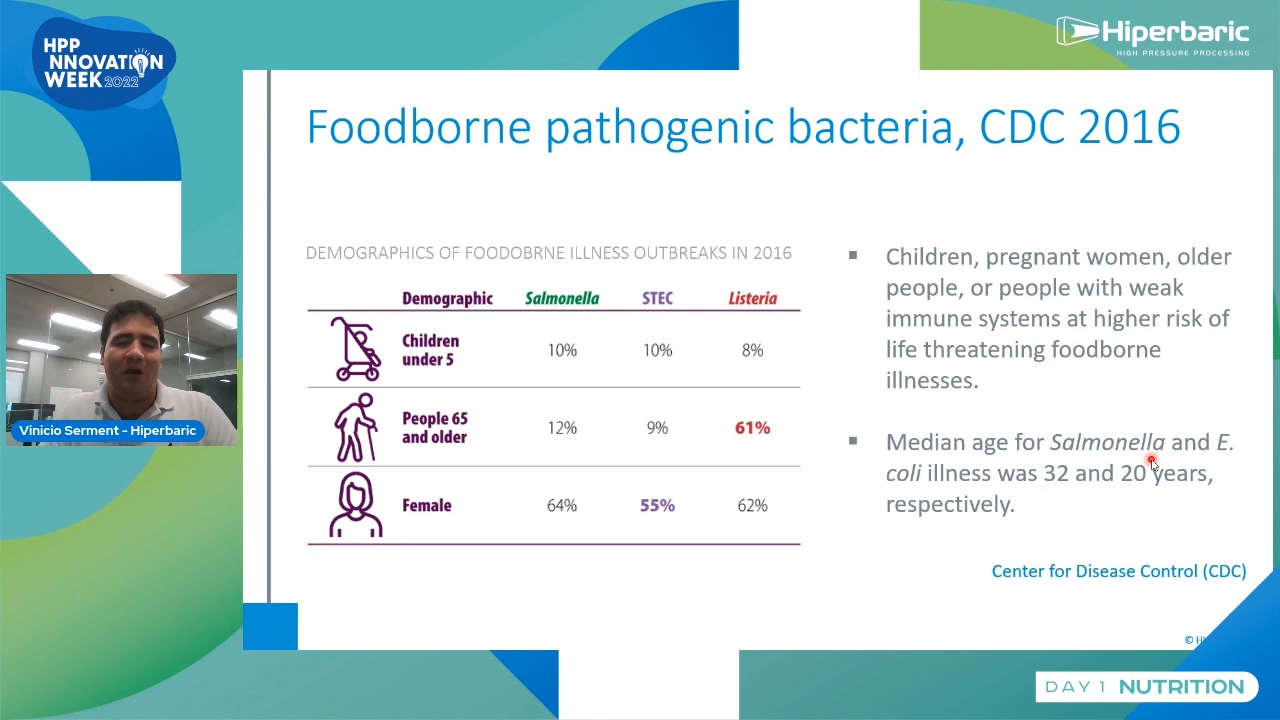 HPP
INNOVATION
WEEK 2022
Hiperbaric
HIGH PRESSURE PROCESSING
Foodborne pathogenic bacteria, CDC 2016
DEMOGRAPHICS OF FOODOBRNE ILLNESS OUTBREAKS IN 2016
Demographic Salmonella STEC Listeria
Children
under 5 10% 10% 8%
People 65
and older 12% 9% 61%
Female 64% 55% 62%
▪ Children, pregnant women, older
people, or people with weak
immune systems at higher risk of
life threatening foodborne
illnesses.
▪ Median age for Salmonella and E.
coli illness was 32 and 20 years,
respectively.
Center for Disease Control (CDC)
Vinicio Serment - Hiperbaric
DAY 1 NUTRITION